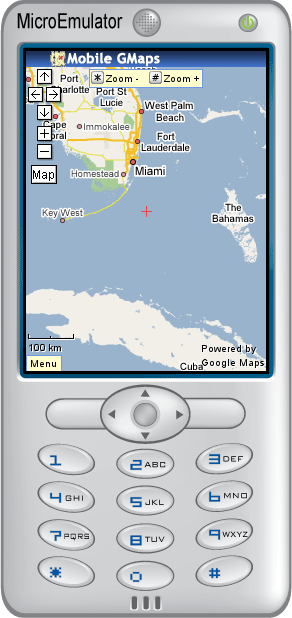 MicroEmulator
Mobile GMaps
* Zoom - # Zoom +
Port Charlotte
Port St Lucie
West Palm Beach
Cape Coral
Immokalee
Fort Lauderdale
Homestead
Miami
Map
Key West
The Bahamas
100 km
Powered by Google Maps
Cuba
Menu
1
2 ABC
3 DEF
4 GHI
5 JKL
6 MNO
7 PQRS
8 TUV
9 WXYZ
*
0
#